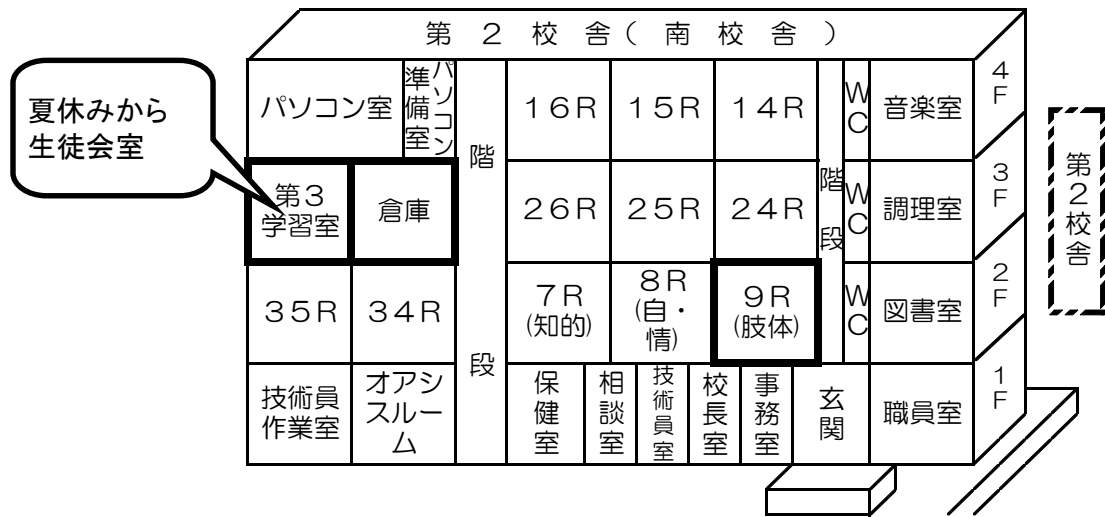 第２校舎（南校舎）
夏休みから
生徒会室
パソコン室
パソコン
準備室
階段
１６Ｒ
１５Ｒ
１４Ｒ
階段
ＷＣ
音楽室
４Ｆ
第３
学習室
倉庫
２６Ｒ
２５Ｒ
２４Ｒ
ＷＣ
調理室
３Ｆ
３５Ｒ
３４Ｒ
７Ｒ
(知的)
８Ｒ
(自・
情)
９Ｒ
(肢体)
ＷＣ
図書室
２Ｆ
技術員
作業室
オアシ
スルー
ム
保健室
相談室
技術員室
校長室
事務室
玄関
職員室
１Ｆ
第２校舎